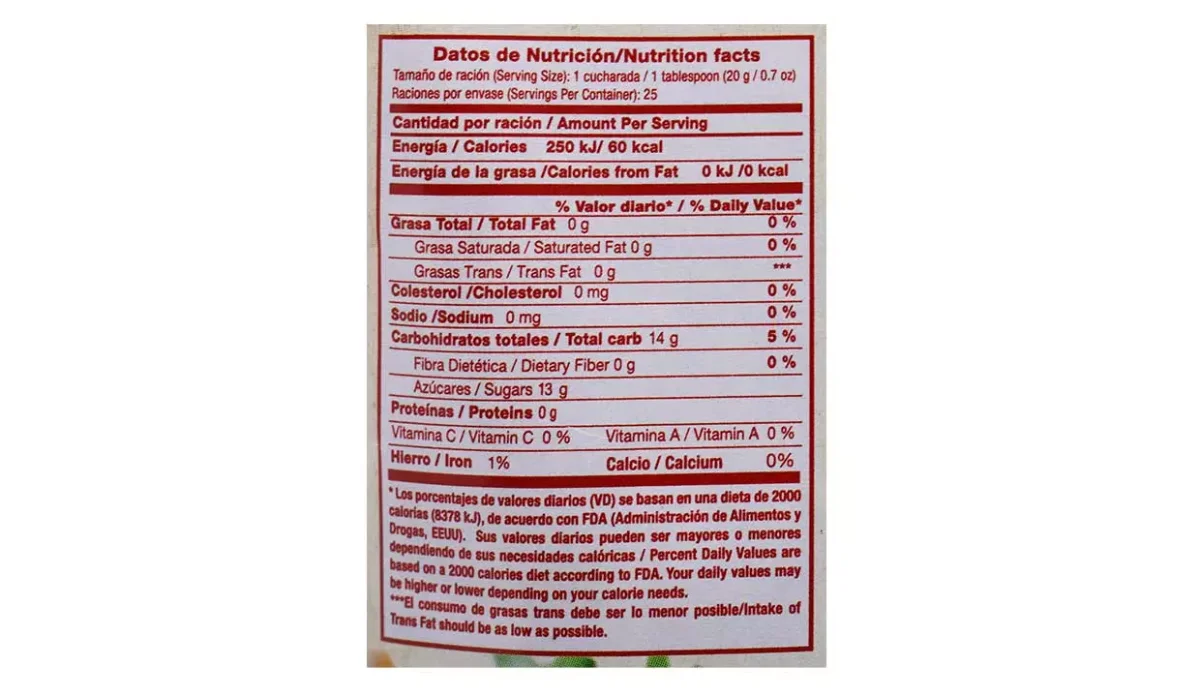 Datos de Nutrición/Nutrition facts
Tamaño de ración (Serving Size): 1 cucharada / 1 tablespoon (20 g / 0.7 oz)
Raciones por envase (Servings Per Container): 25
Cantidad por ración / Amount Per Serving
Energía / Calories 250 kJ/ 60 kcal
Energía de la grasa /Calories from Fat 0 kJ /0 kcal
% Valor diario* / % Daily Value*
Grasa Total / Total Fat 0 g 0 %
Grasa Saturada / Saturated Fat 0 g 0 %
Grasas Trans / Trans Fat 0 g ***
Colesterol /Cholesterol 0 mg 0 %
Sodio /Sodium 0 mg 0 %
Carbohidratos totales / Total carb 14 g 5 %
Fibra Dietética / Dietary Fiber 0 g 0 %
Azúcares / Sugars 13 g
Proteínas / Proteins 0 g
Vitamina C / Vitamin C 0 % Vitamina A / Vitamin A 0 %
Hierro / Iron 1% Calcio / Calcium 0%
* Los porcentajes de valores diarios (VD) se basan en una dieta de 2000
calorías (8378 kJ), de acuerdo con FDA (Administración de Alimentos y
Drogas, EEUU). Sus valores diarios pueden ser mayores o menores
dependiendo de sus necesidades calóricas / Percent Daily Values are
based on a 2000 calories diet according to FDA. Your daily values may
be higher or lower depending on your calorie needs.
***El consumo de grasas trans debe ser lo menor posible/Intake of
Trans Fat should be as low as possible.